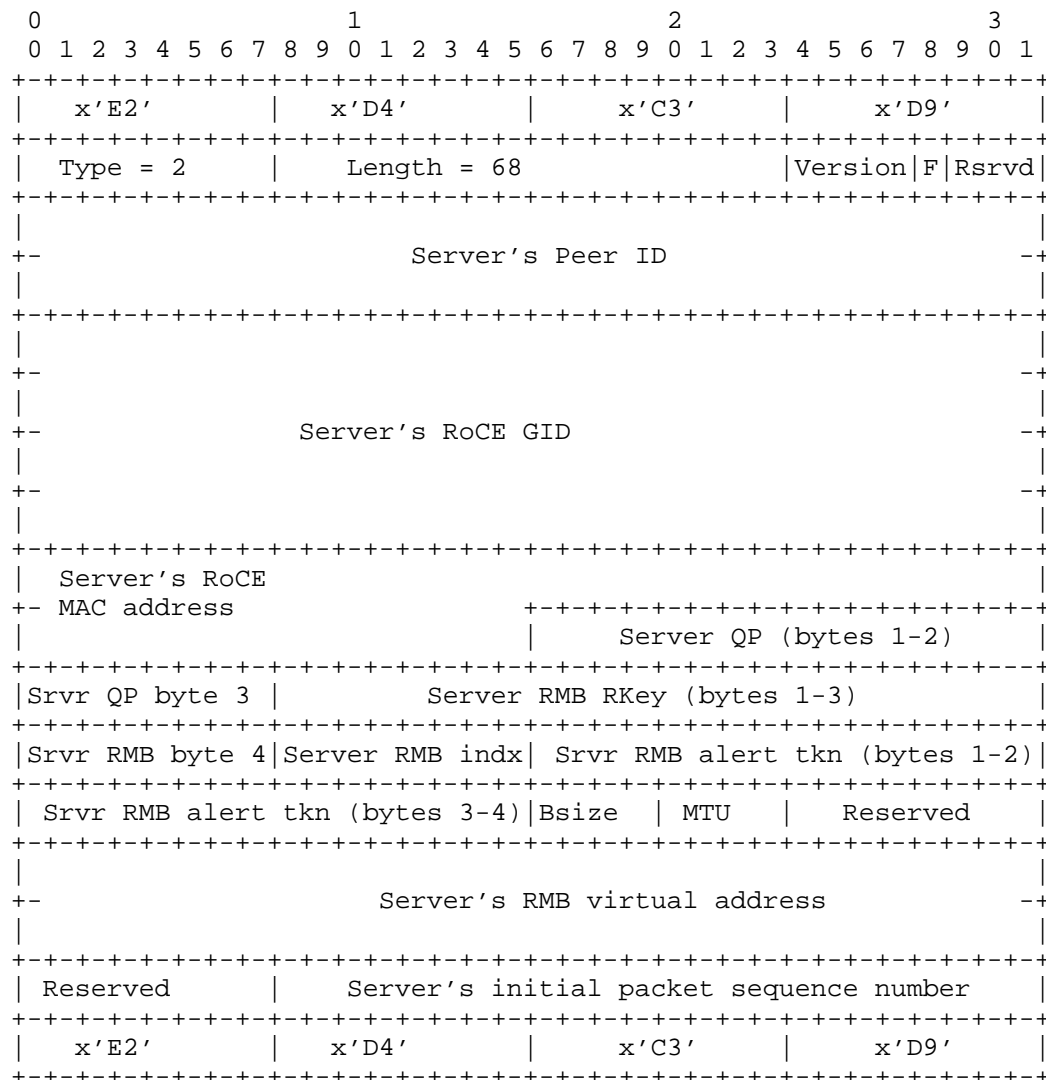 0                   1                   2                   3
0 1 2 3 4 5 6 7 8 9 0 1 2 3 4 5 6 7 8 9 0 1 2 3 4 5 6 7 8 9 0 1
+-+-+-+-+-+-+-+-+-+-+-+-+-+-+-+-+-+-+-+-+-+-+-+-+-+-+-+-+-+-+-+-+
|   x'E2'       |   x'D4'       |     x'C3'     |     x'D9'     |
+-+-+-+-+-+-+-+-+-+-+-+-+-+-+-+-+-+-+-+-+-+-+-+-+-+-+-+-+-+-+-+-+
|  Type = 2     |    Length = 68                |Version|F|Rsrvd|
+-+-+-+-+-+-+-+-+-+-+-+-+-+-+-+-+-+-+-+-+-+-+-+-+-+-+-+-+-+-+-+-+
|                                                               |
+-                       Server's Peer ID                      -+
|                                                               |
+-+-+-+-+-+-+-+-+-+-+-+-+-+-+-+-+-+-+-+-+-+-+-+-+-+-+-+-+-+-+-+-+
|                                                               |
+-                                                             -+
|                                                               |
+-                Server's RoCE GID                            -+
|                                                               |
+-                                                             -+
|                                                               |
+-+-+-+-+-+-+-+-+-+-+-+-+-+-+-+-+-+-+-+-+-+-+-+-+-+-+-+-+-+-+-+-+
|  Server's RoCE                                                |
+- MAC address                  +-+-+-+-+-+-+-+-+-+-+-+-+-+-+-+-+
|                               |     Server QP (bytes 1-2)     |
+-+-+-+-+-+-+-+-+-+-+-+-+-+-+-+-+-+-+-+-+-+-+-+-+-+-+-+-+-+-+---+
|Srvr QP byte 3 |         Server RMB RKey (bytes 1-3)           |
+-+-+-+-+-+-+-+-+-+-+-+-+-+-+-+-+-+-+-+-+-+-+-+-+-+-+-+-+-+-+-+-+
|Srvr RMB byte 4|Server RMB indx| Srvr RMB alert tkn (bytes 1-2)|
+-+-+-+-+-+-+-+-+-+-+-+-+-+-+-+-+-+-+-+-+-+-+-+-+-+-+-+-+-+-+-+-+
| Srvr RMB alert tkn (bytes 3-4)|Bsize  | MTU   |   Reserved    |
+-+-+-+-+-+-+-+-+-+-+-+-+-+-+-+-+-+-+-+-+-+-+-+-+-+-+-+-+-+-+-+-+
|                                                               |
+-                     Server's RMB virtual address            -+
|                                                               |
+-+-+-+-+-+-+-+-+-+-+-+-+-+-+-+-+-+-+-+-+-+-+-+-+-+-+-+-+-+-+-+-+
| Reserved      |    Server's initial packet sequence number    |
+-+-+-+-+-+-+-+-+-+-+-+-+-+-+-+-+-+-+-+-+-+-+-+-+-+-+-+-+-+-+-+-+
|   x'E2'       |   x'D4'       |     x'C3'     |     x'D9'     |
+-+-+-+-+-+-+-+-+-+-+-+-+-+-+-+-+-+-+-+-+-+-+-+-+-+-+-+-+-+-+-+-+